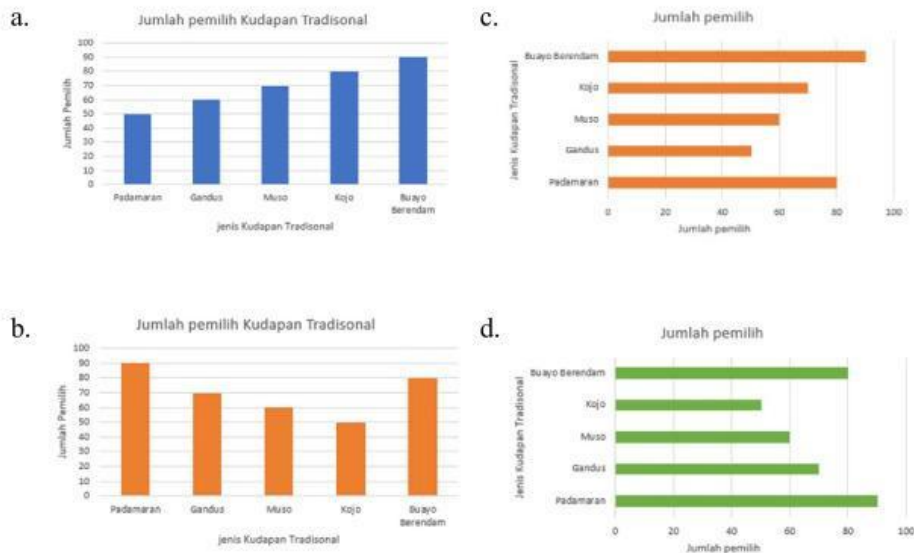 a.
Jumlah pemilih Kudapan Tradisonal
Jumlah Pemilih
100
90
80
70
60
50
40
30
20
10
0
Padamaran Gandus Muso Kojo Buayo Berendam
jenis Kudapan Tradisonal
c.
Jumlah pemilih
Jenis Kudapan Tradisonal
Buayo Berendam
Kojo
Muso
Gandus
Padamaran
0 20 40 60 80 100
Jumlah pemilih
b.
Jumlah pemilih Kudapan Tradisonal
Jumlah Pemilih
100
90
80
70
60
50
40
30
20
10
0
Padamaran Gandus Muso Kojo Buayo Berendam
jenis Kudapan Tradisonal
d.
Jumlah pemilih
Jenis Kudapan Tradisonal
Buayo Berendam
Kojo
Muso
Gandus
Padamaran
0 20 40 60 80 100
Jumlah pemilih